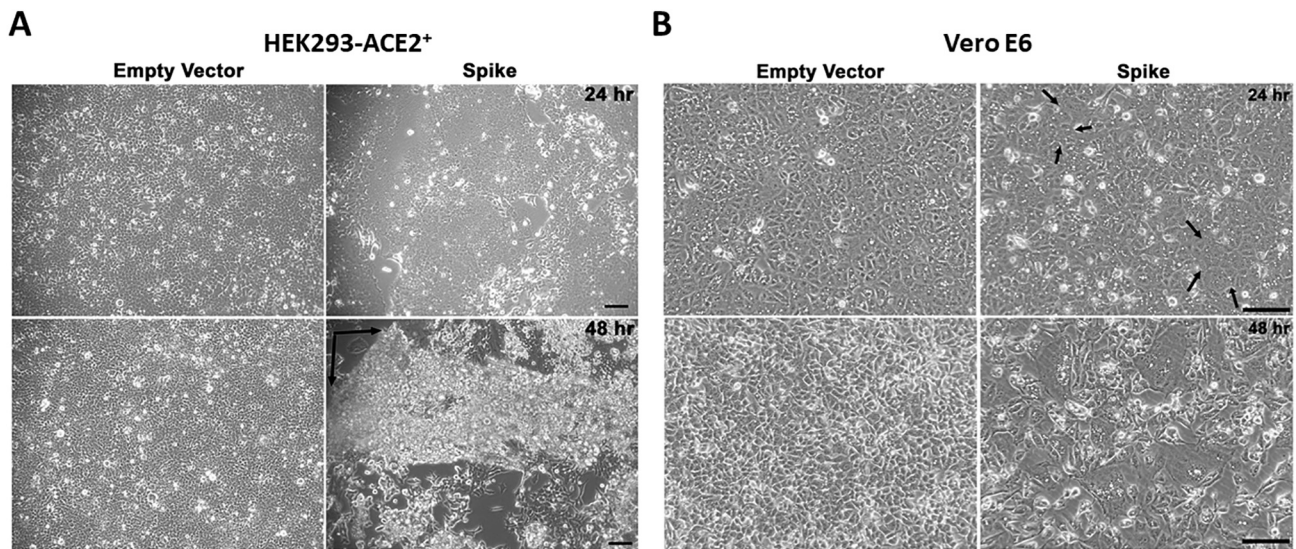 A
HEK293-ACE2⁺
Empty Vector
Spike
24 hr
48 hr
B
Vero E6
Empty Vector
Spike
24 hr
48 hr